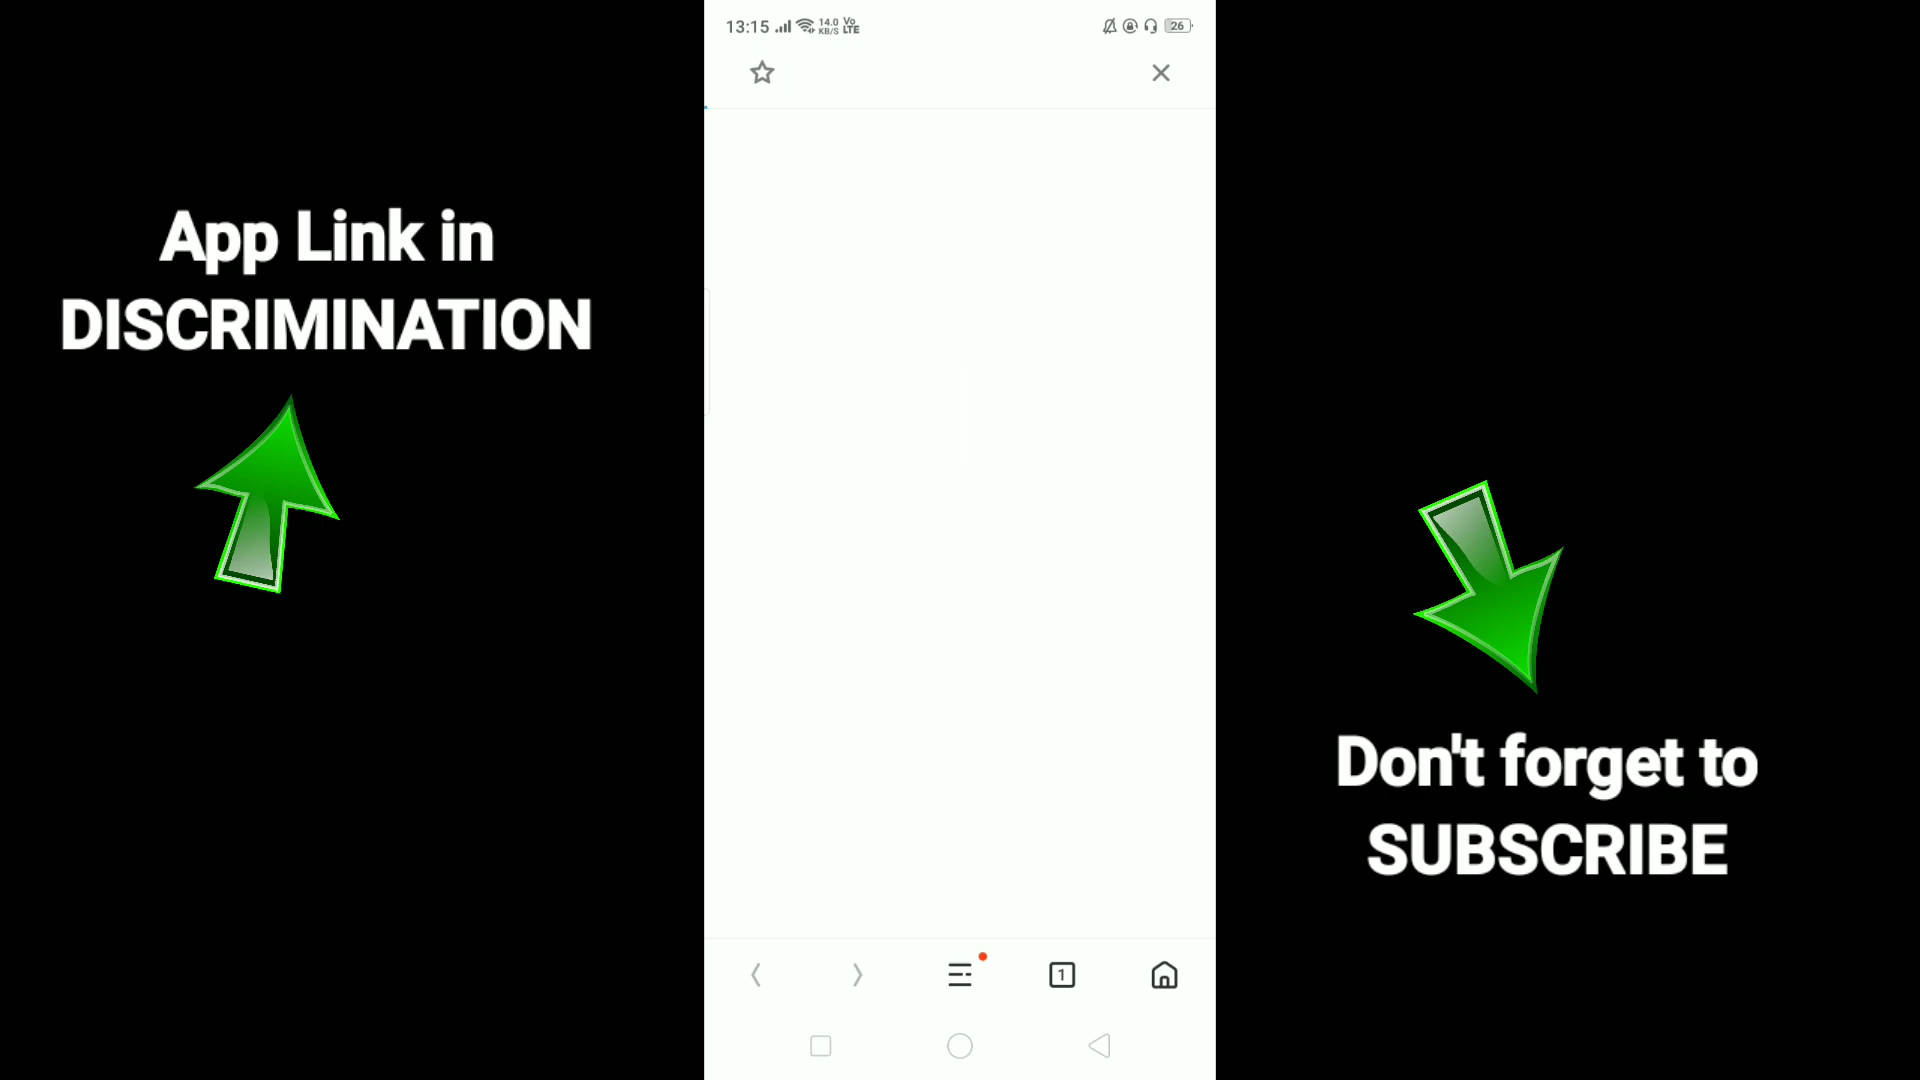 13:15 14.0 KB/S Vo LTE 26
App Link in
DISCRIMINATION
Don't forget to
SUBSCRIBE
1